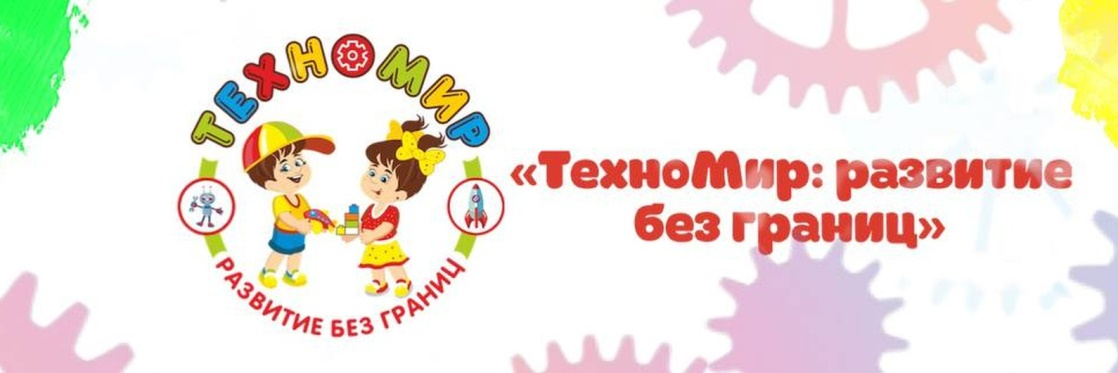 ТЕХНОМИР
РАЗВИТИЕ БЕЗ ГРАНИЦ
«ТехноМир: развитие
без границ»